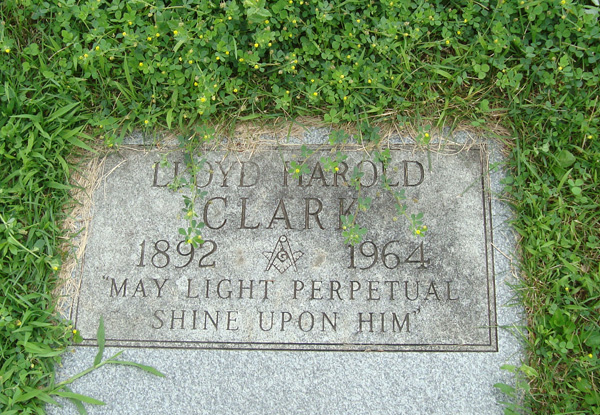 LLOYD HAROLD
CLARK
1892 G 1964
"MAY LIGHT PERPETUAL
SHINE UPON HIM"